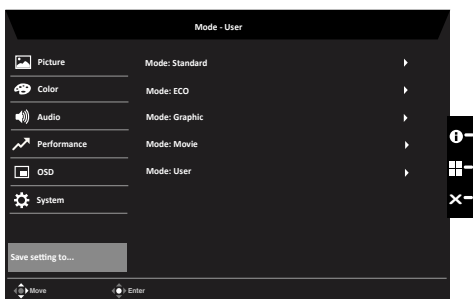 Mode - User
Picture
Color
Audio
Performance
OSD
System
Save setting to...
Mode: Standard
Mode: ECO
Mode: Graphic
Mode: Movie
Mode: User
Move
Enter